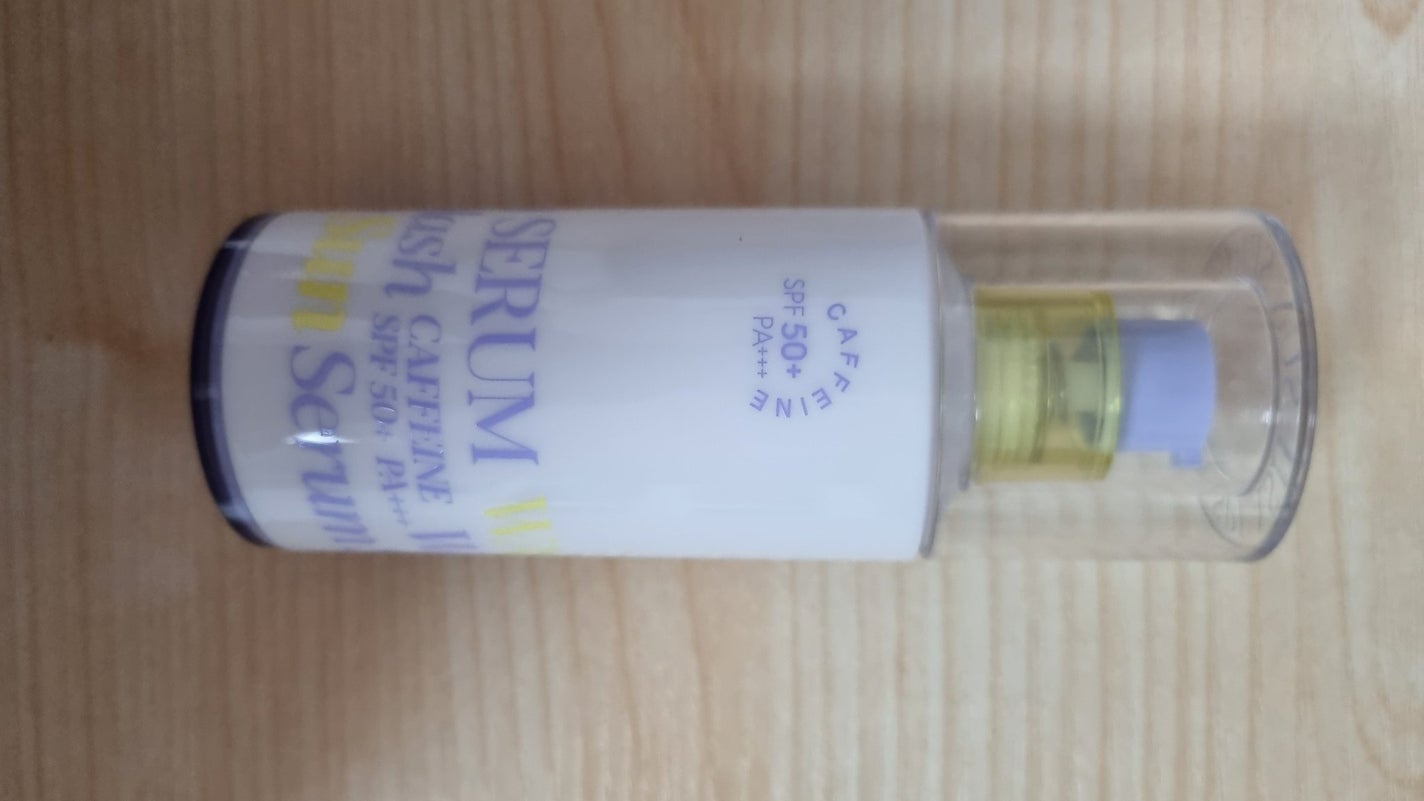 CAFFEINE
SPF 50+
PA+++
SERUM
CAFFEINE
SPF 50+ PA+++
Sun Serum